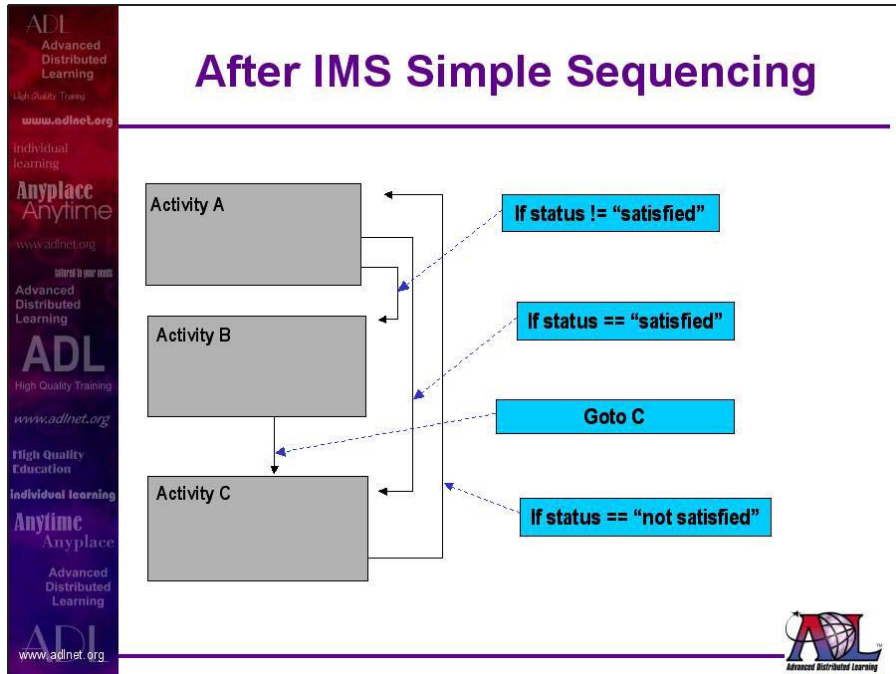 ADL
Advanced
Distributed
Learning
High Quality Training
www.adlnet.org
individual
learning
Anyplace
Anytime
www.adlnet.org
tailored to your needs
Advanced
Distributed
Learning
ADL
High Quality Training
www.adlnet.org
High Quality
Education
individual learning
Anytime
Anyplace
Advanced
Distributed
Learning
ADL
www.adlnet.org
After IMS Simple Sequencing
Activity A
If status != “satisfied”
Activity B
If status == “satisfied”
Goto C
Activity C
If status == “not satisfied”
ADL
TM
Advanced Distributed Learning